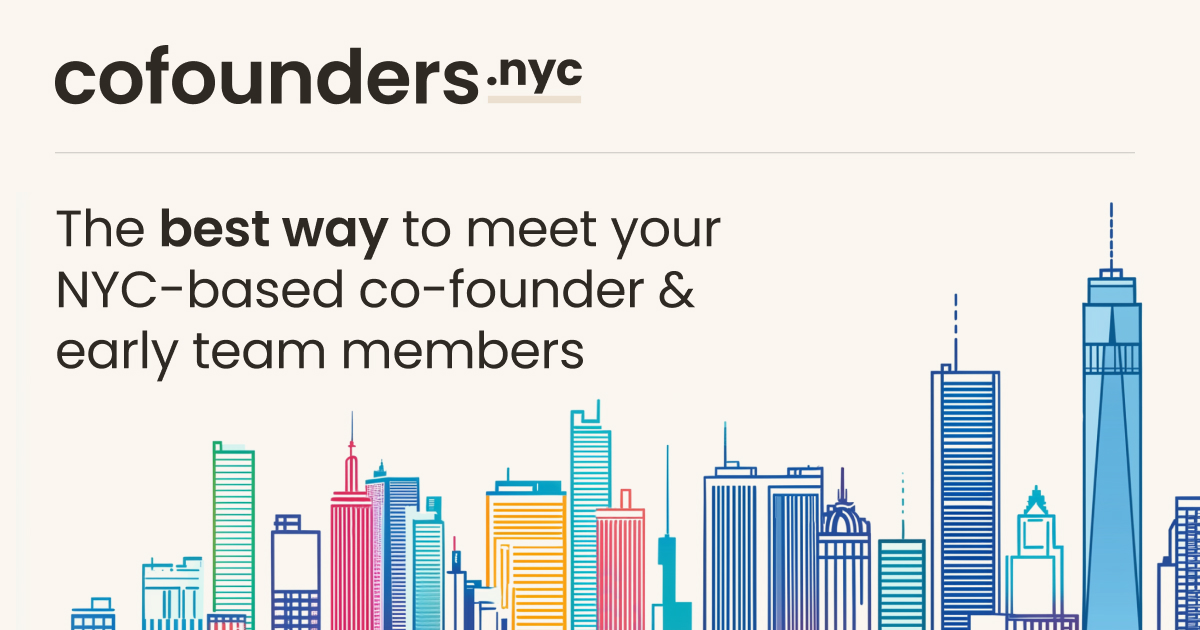 cofounders.nyc
The best way to meet your
NYC-based co-founder &
early team members